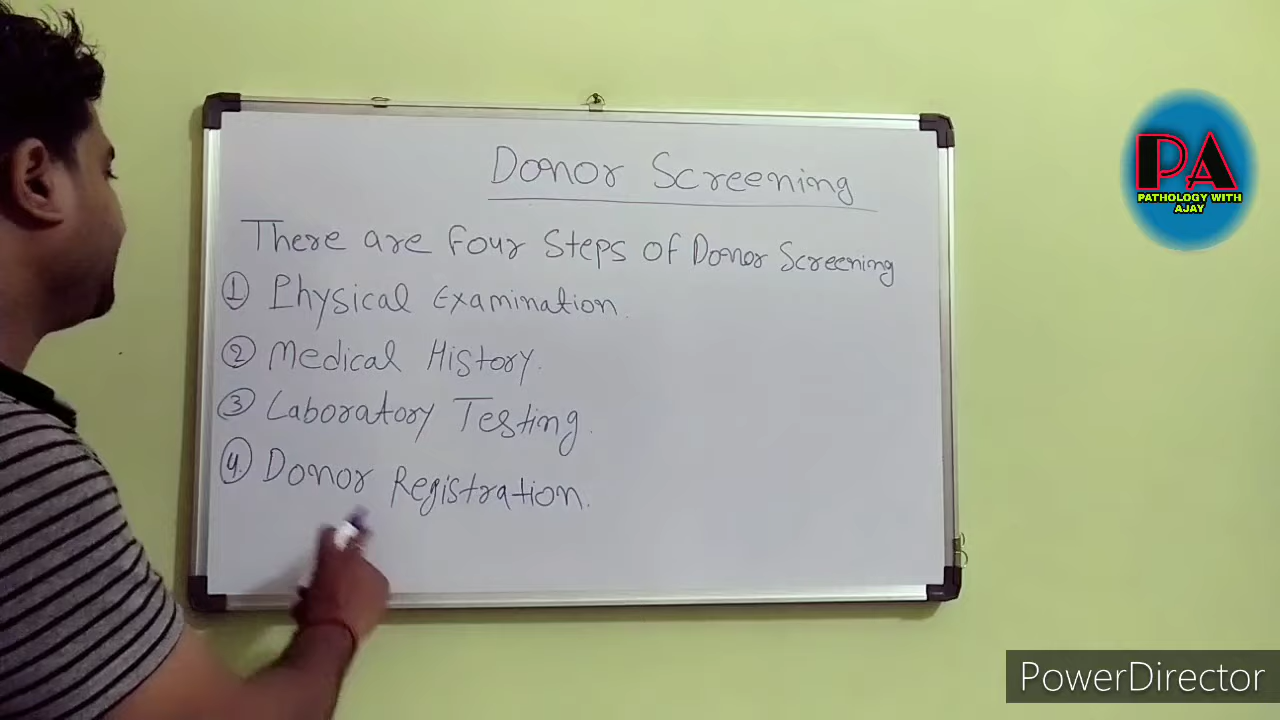 Donor Screening
There are Four Steps of Donor Screening
① Physical Examination.
② Medical History.
③ Laboratory Testing.
④ Donor Registration.
PA
PATHOLOGY WITH
AJAY
PowerDirector